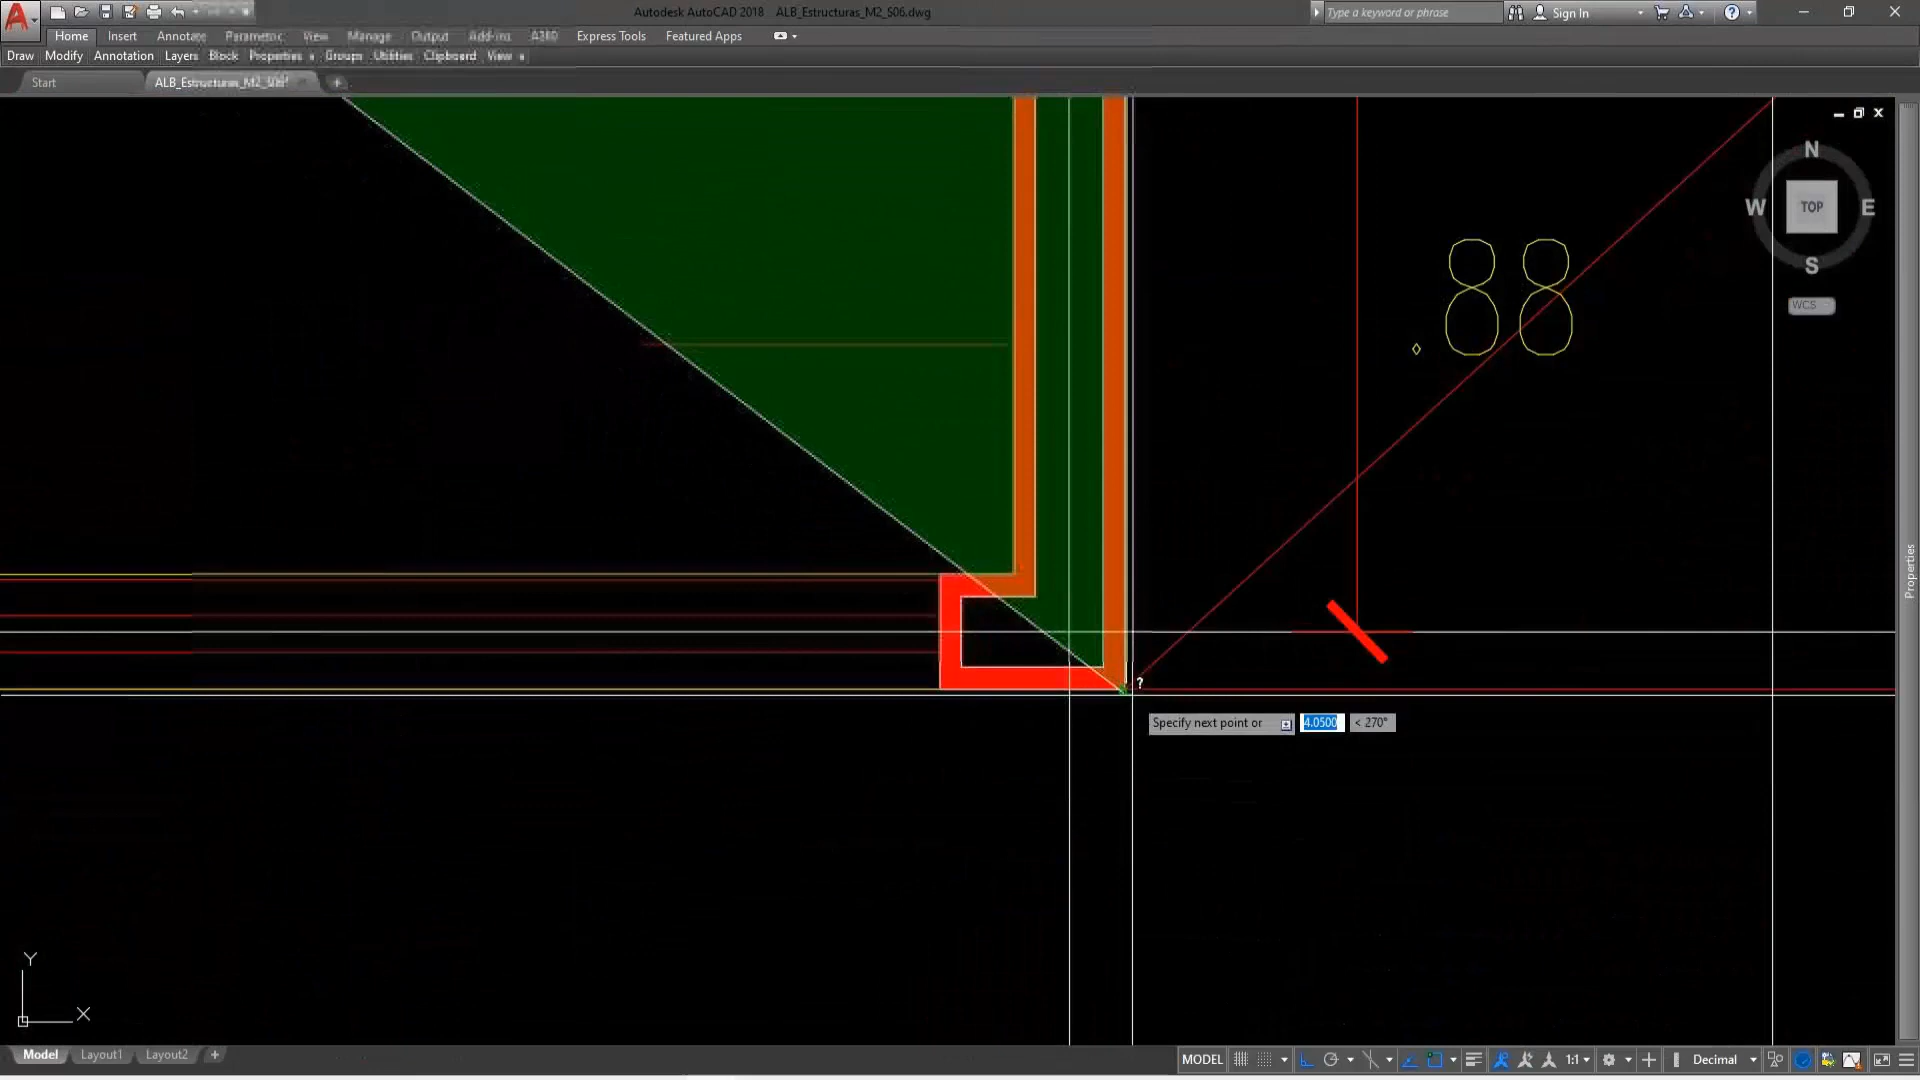 Autodesk AutoCAD 2018 ALB_Estructuras_M2_S06.dwg
Type a keyword or phrase
Sign In
Home Insert Annotate Parametric View Manage Output Add-ins A360 Express Tools Featured Apps
Draw Modify Annotation Layers Block Properties Groups Utilities Clipboard View
Start ALB_Estructuras_M2_S06* +
N
W TOP E
S
WCS
.88
Properties
?
Specify next point or 4.0500 < 270°
Y
X
Model Layout1 Layout2 +
MODEL 1:1 Decimal